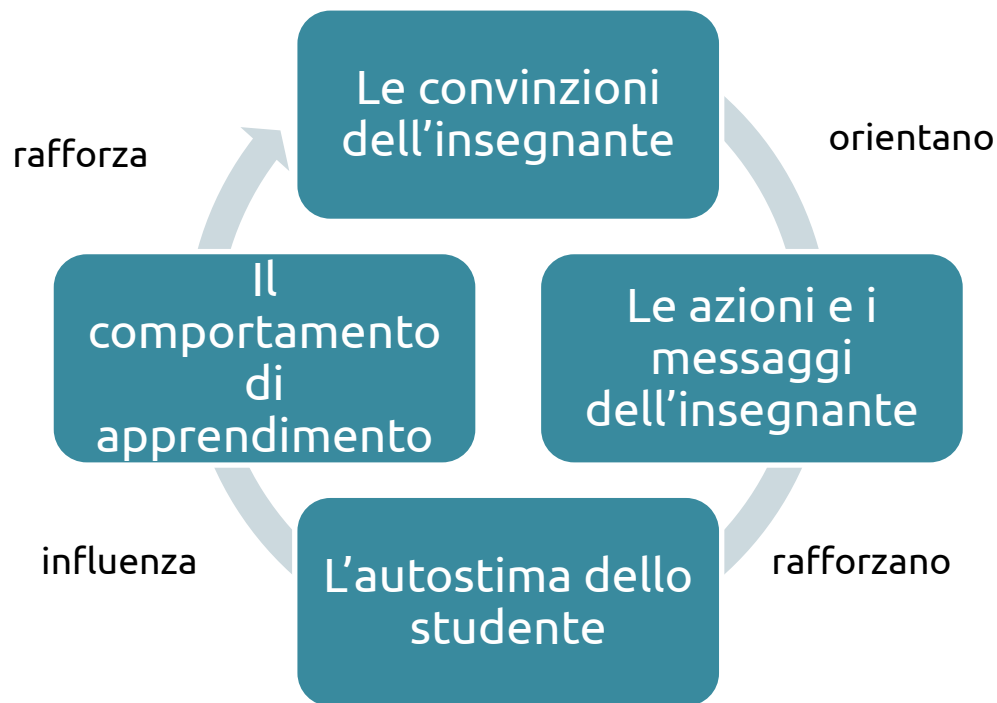 Le convinzioni
dell’insegnante
orientano
Le azioni e i
messaggi
dell’insegnante
rafforzano
L’autostima dello
studente
influenza
Il
comportamento
di
apprendimento
rafforza